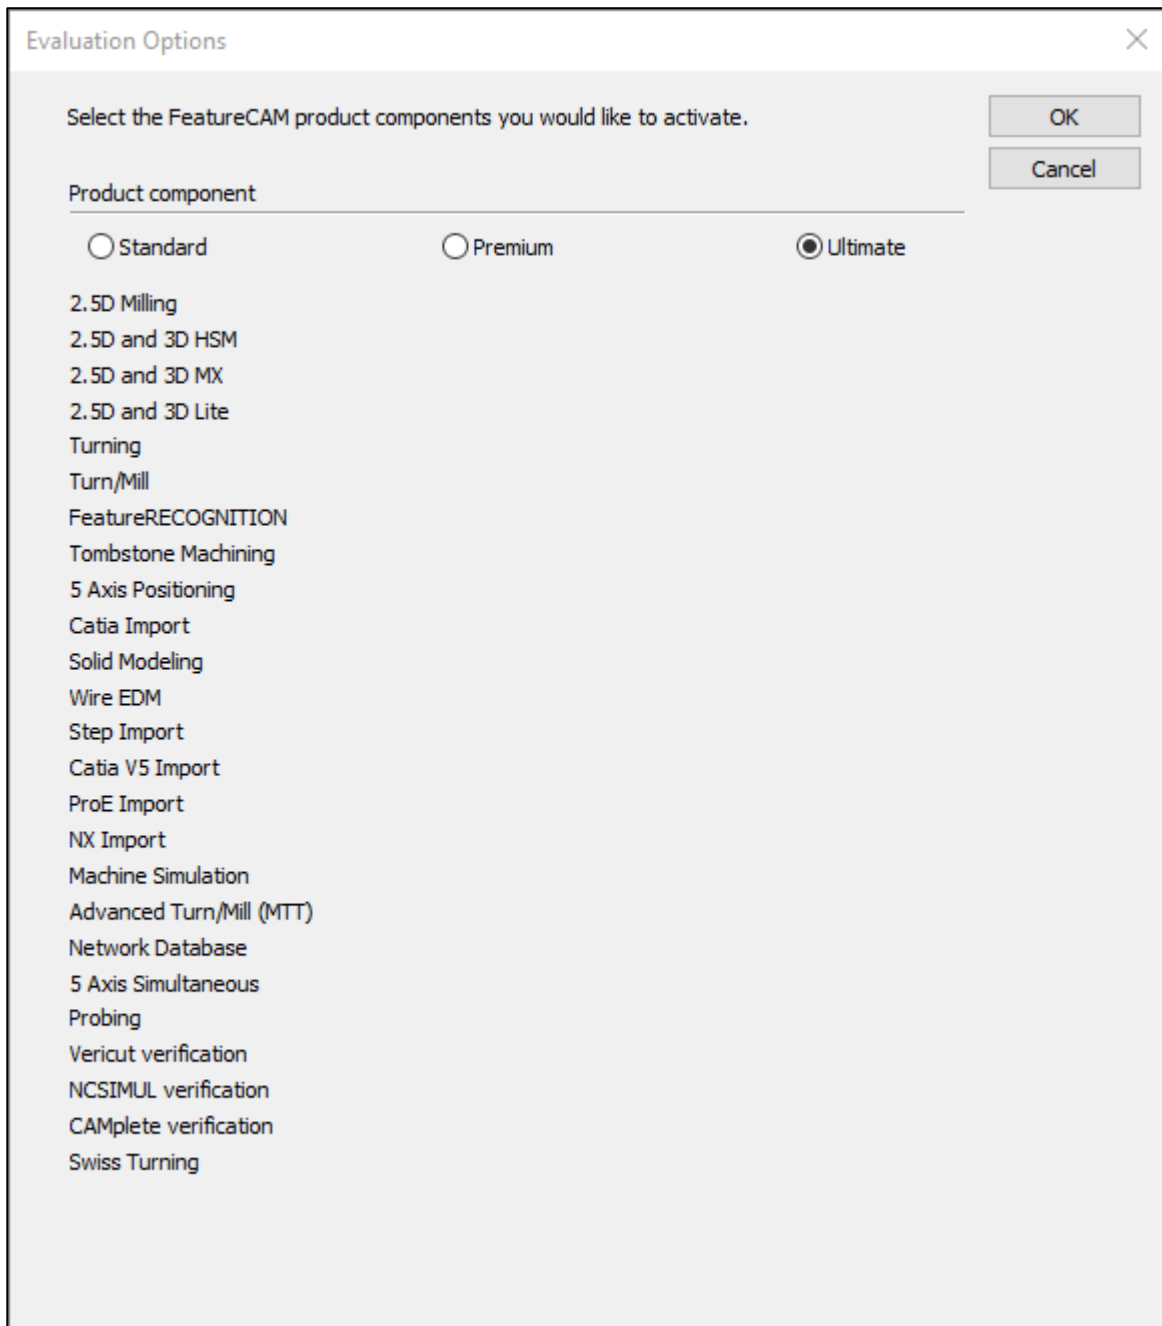 Evaluation Options
Select the FeatureCAM product components you would like to activate.
OK
Cancel
Product component
Standard Premium Ultimate
2.5D Milling
2.5D and 3D HSM
2.5D and 3D MX
2.5D and 3D Lite
Turning
Turn/Mill
FeatureRECOGNITION
Tombstone Machining
5 Axis Positioning
Catia Import
Solid Modeling
Wire EDM
Step Import
Catia V5 Import
ProE Import
NX Import
Machine Simulation
Advanced Turn/Mill (MTT)
Network Database
5 Axis Simultaneous
Probing
Vericut verification
NCSIMUL verification
CAMplete verification
Swiss Turning